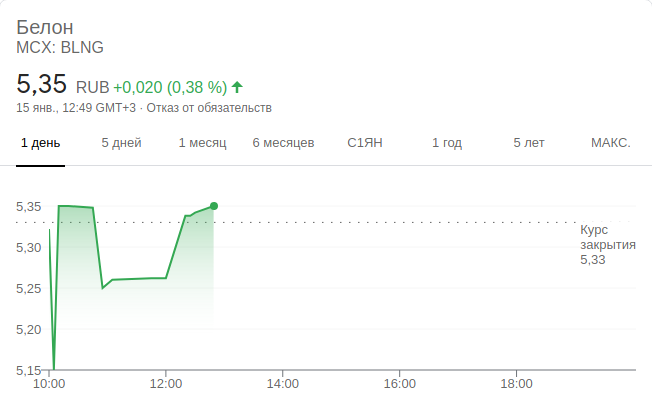 Белон
MCX: BLNG
5,35 RUB +0,020 (0,38 %)
15 янв., 12:49 GMT+3 · Отказ от обязательств
1 день 5 дней 1 месяц 6 месяцев С1ЯН 1 год 5 лет МАКС.
5,35
Курс
закрытия
5,33
5,30
5,25
5,20
5,15
10:00 12:00 14:00 16:00 18:00